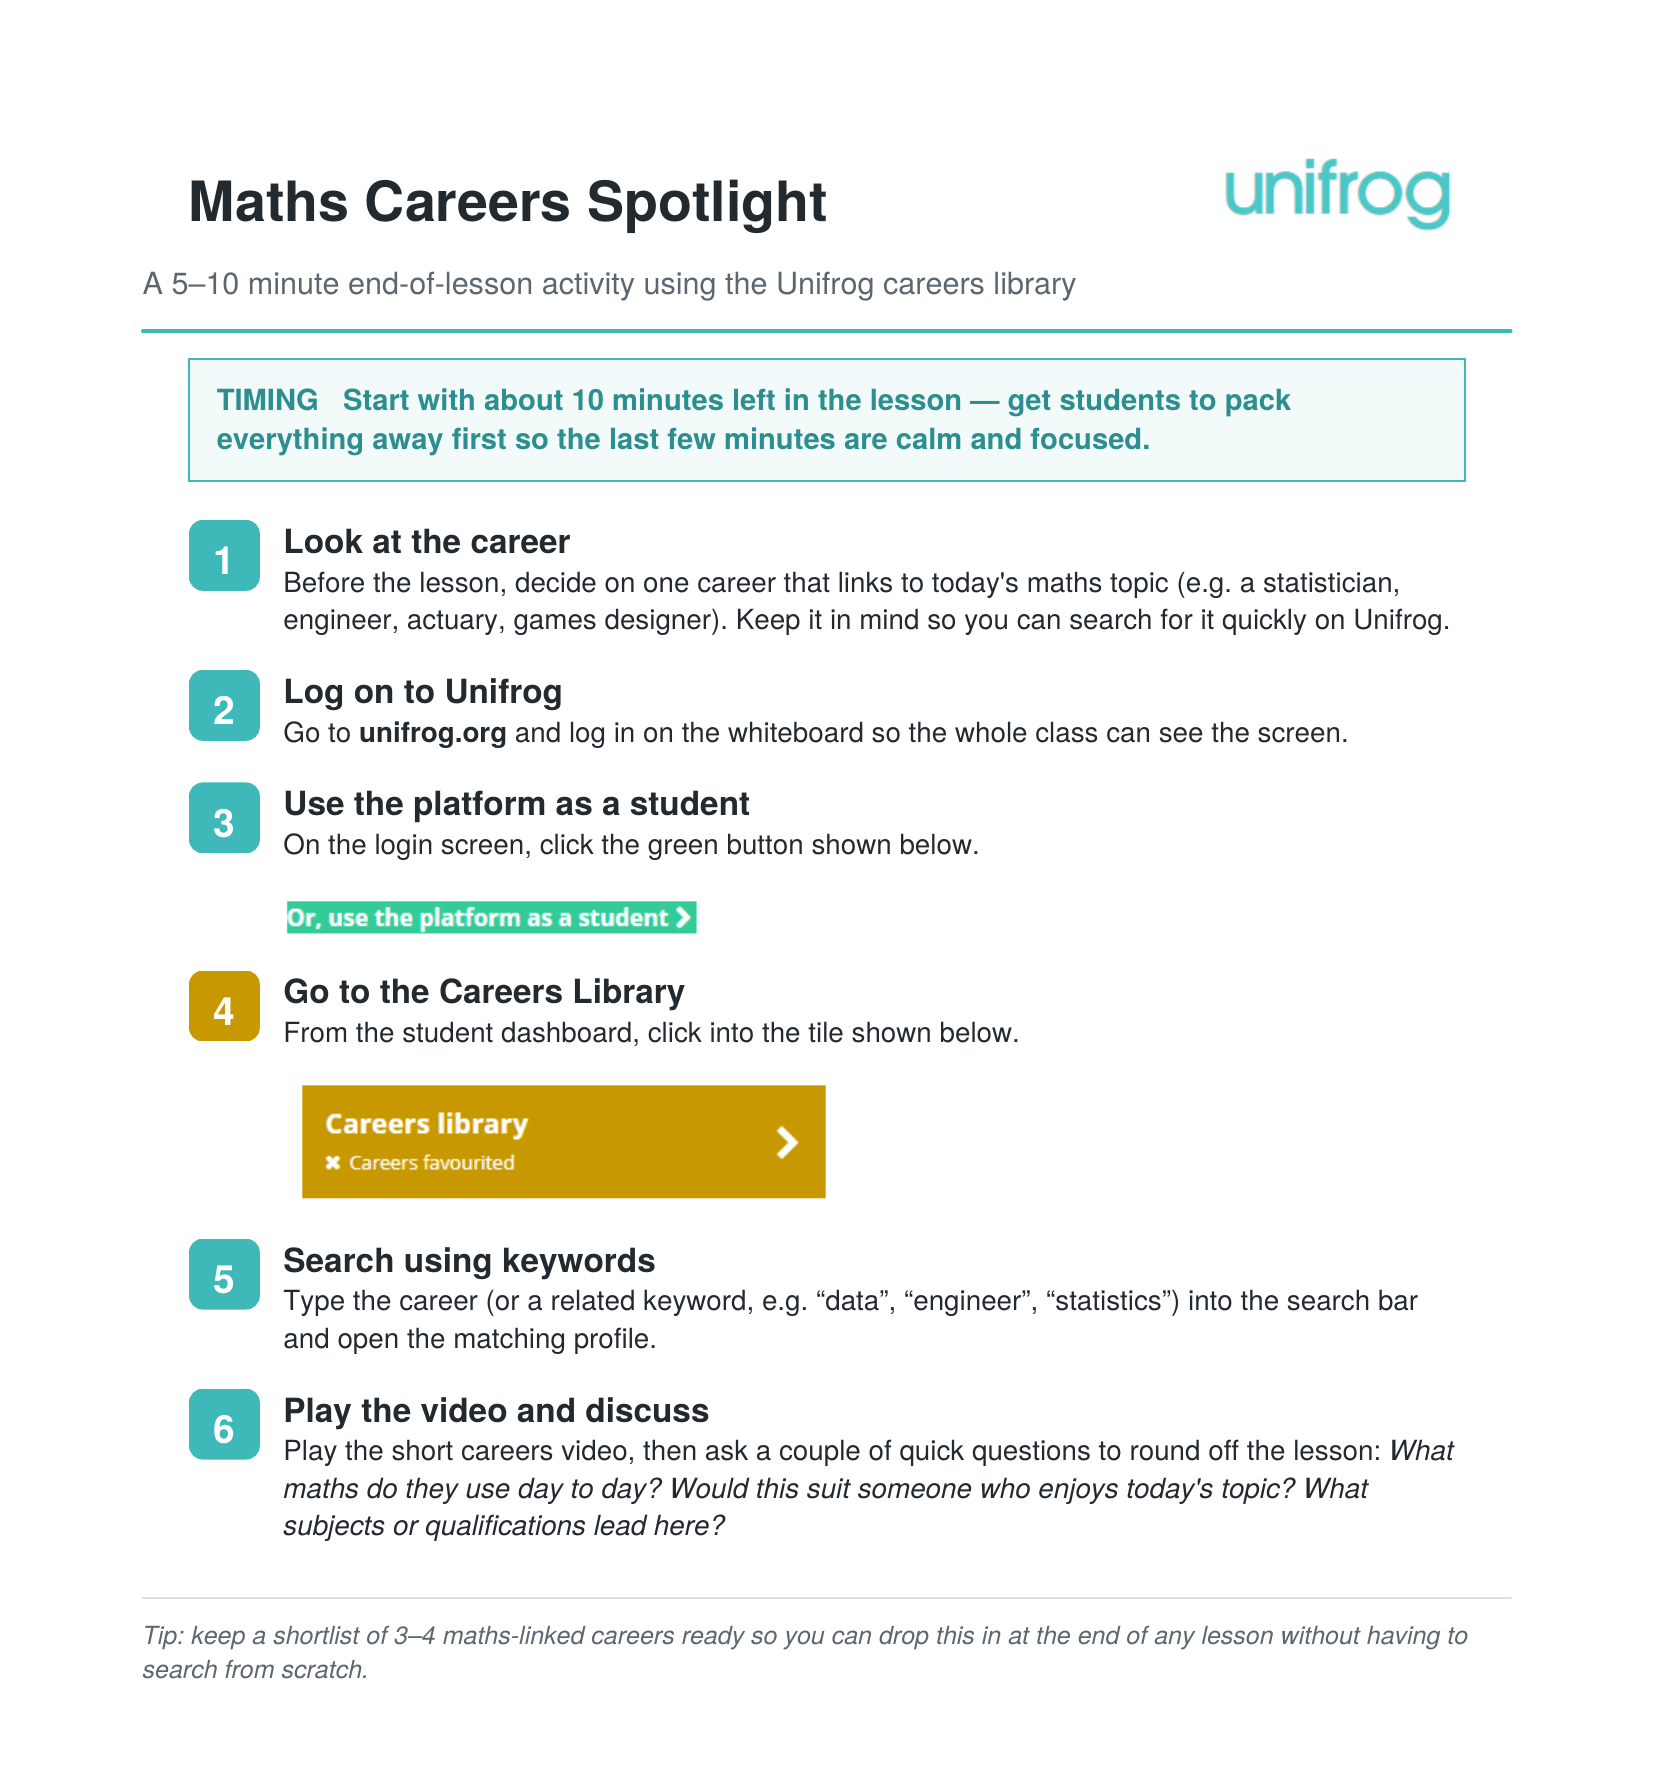 Maths Careers Spotlight
unifrog
A 5–10 minute end-of-lesson activity using the Unifrog careers library
TIMING Start with about 10 minutes left in the lesson — get students to pack
everything away first so the last few minutes are calm and focused.
1
Look at the career
Before the lesson, decide on one career that links to today's maths topic (e.g. a statistician,
engineer, actuary, games designer). Keep it in mind so you can search for it quickly on Unifrog.
2
Log on to Unifrog
Go to unifrog.org and log in on the whiteboard so the whole class can see the screen.
3
Use the platform as a student
On the login screen, click the green button shown below.
Or, use the platform as a student
4
Go to the Careers Library
From the student dashboard, click into the tile shown below.
Careers library
✖ Careers favourited
5
Search using keywords
Type the career (or a related keyword, e.g. “data”, “engineer”, “statistics”) into the search bar
and open the matching profile.
6
Play the video and discuss
Play the short careers video, then ask a couple of quick questions to round off the lesson: What
maths do they use day to day? Would this suit someone who enjoys today's topic? What
subjects or qualifications lead here?
Tip: keep a shortlist of 3–4 maths-linked careers ready so you can drop this in at the end of any lesson without having to
search from scratch.